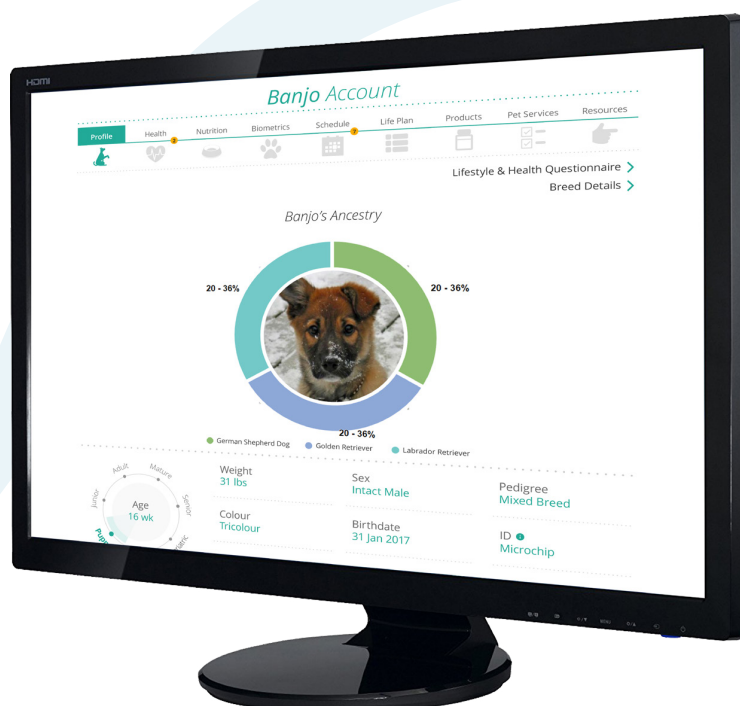 HDMI
Banjo Account
Profile
Health
Nutrition
Biometrics
Schedule
7
Life Plan
Products
Pet Services
Resources
Lifestyle & Health Questionnaire >
Breed Details >
Banjo's Ancestry
20 - 36%
20 - 36%
20 - 36%
German Shepherd Dog
Golden Retriever
Labrador Retriever
Adult
Mature
Junior
Senior
Age
16 wk
Weight
31 lbs
Sex
Intact Male
Pedigree
Mixed Breed
Colour
Tricolour
Birthdate
31 Jan 2017
ID
Microchip
MENU